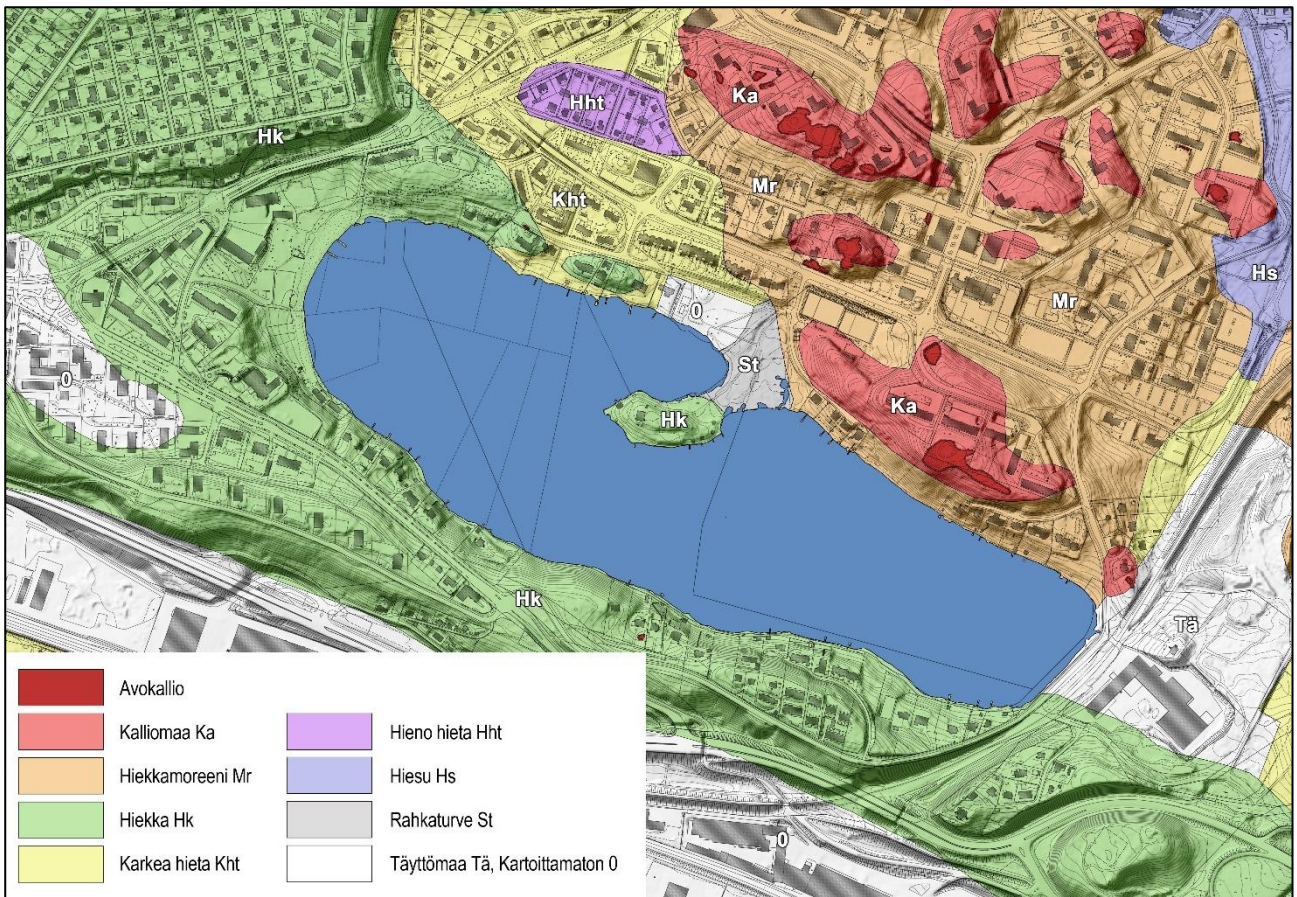 Hht
Ka
Hk
Kht
Mr
Hs
Mr
0
St
0
Ka
Hk
Hk
Tä
0
Avokallio
Kalliomaa Ka
Hiekkamoreeni Mr
Hiekka Hk
Karkea hieta Kht
Hieno hieta Hht
Hiesu Hs
Rahkaturve St
Täyttömaa Tä, Kartoittamaton 0